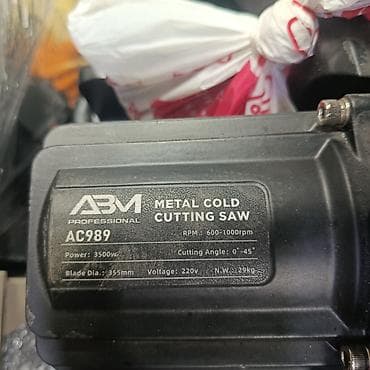 ABM
PROFESSIONAL
METAL COLD
CUTTING SAW
AC989
RPM.: 600-1000rpm
Power: 3500w
Cutting Angle: 0°-45°
Blade Dia.: 355mm
Voltage: 220v
N.W.: 29kg